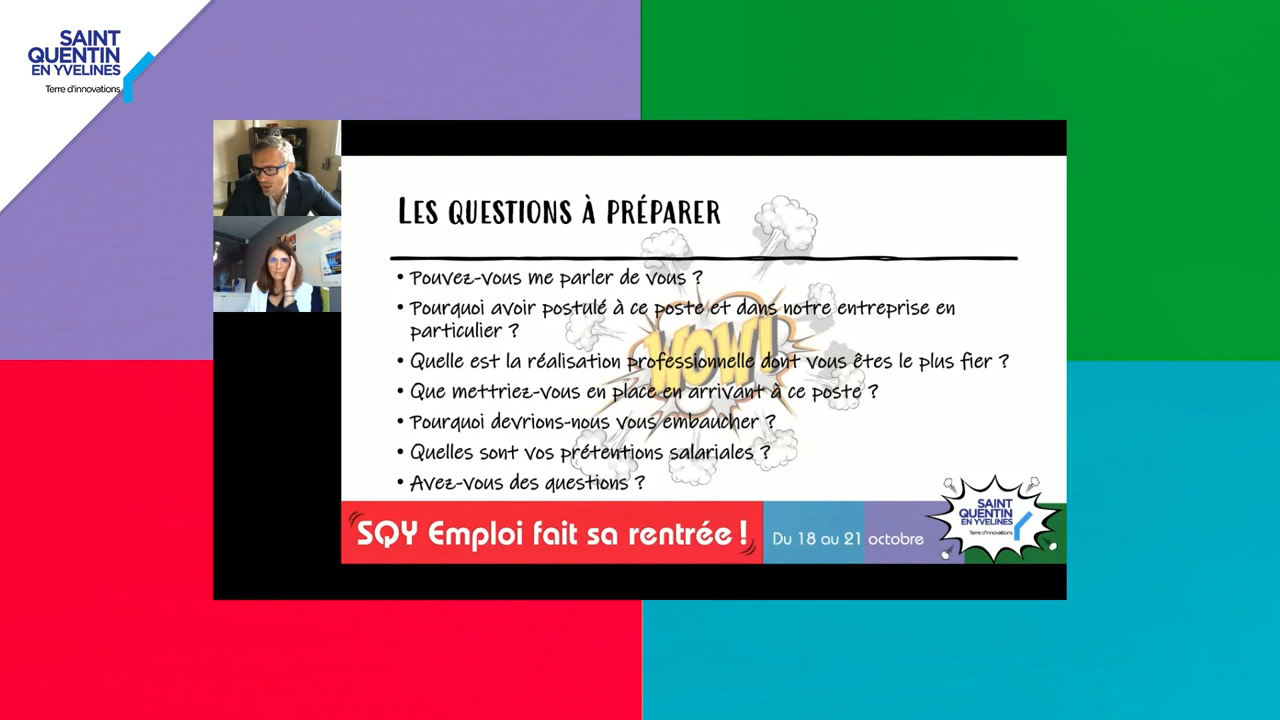 SAINT
QUENTIN
EN YVELINES
Terre d'innovations
LES QUESTIONS À PRÉPARER
• Pouvez-vous me parler de vous ?
• Pourquoi avoir postulé à ce poste et dans notre entreprise en
particulier ?
• Quelle est la réalisation professionnelle dont vous êtes le plus fier ?
• Que mettriez-vous en place en arrivant à ce poste ?
• Pourquoi devrions-nous vous embaucher ?
• Quelles sont vos prétentions salariales ?
• Avez-vous des questions ?
WOW!
SQY Emploi fait sa rentrée !
Du 18 au 21 octobre
SAINT
QUENTIN
EN YVELINES
Terre d'innovations